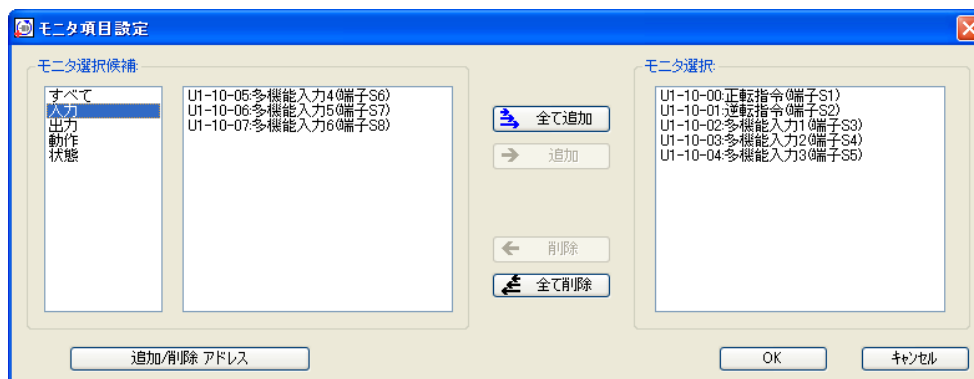 モニタ項目設定
モニタ選択候補:
すべて
入力
出力
動作
状態
U1-10-05:多機能入力4(端子S6)
U1-10-06:多機能入力5(端子S7)
U1-10-07:多機能入力6(端子S8)
全て追加
追加
削除
全て削除
モニタ選択:
U1-10-00:正転指令(端子S1)
U1-10-01:逆転指令(端子S2)
U1-10-02:多機能入力1(端子S3)
U1-10-03:多機能入力2(端子S4)
U1-10-04:多機能入力3(端子S5)
追加/削除 アドレス
OK
キャンセル